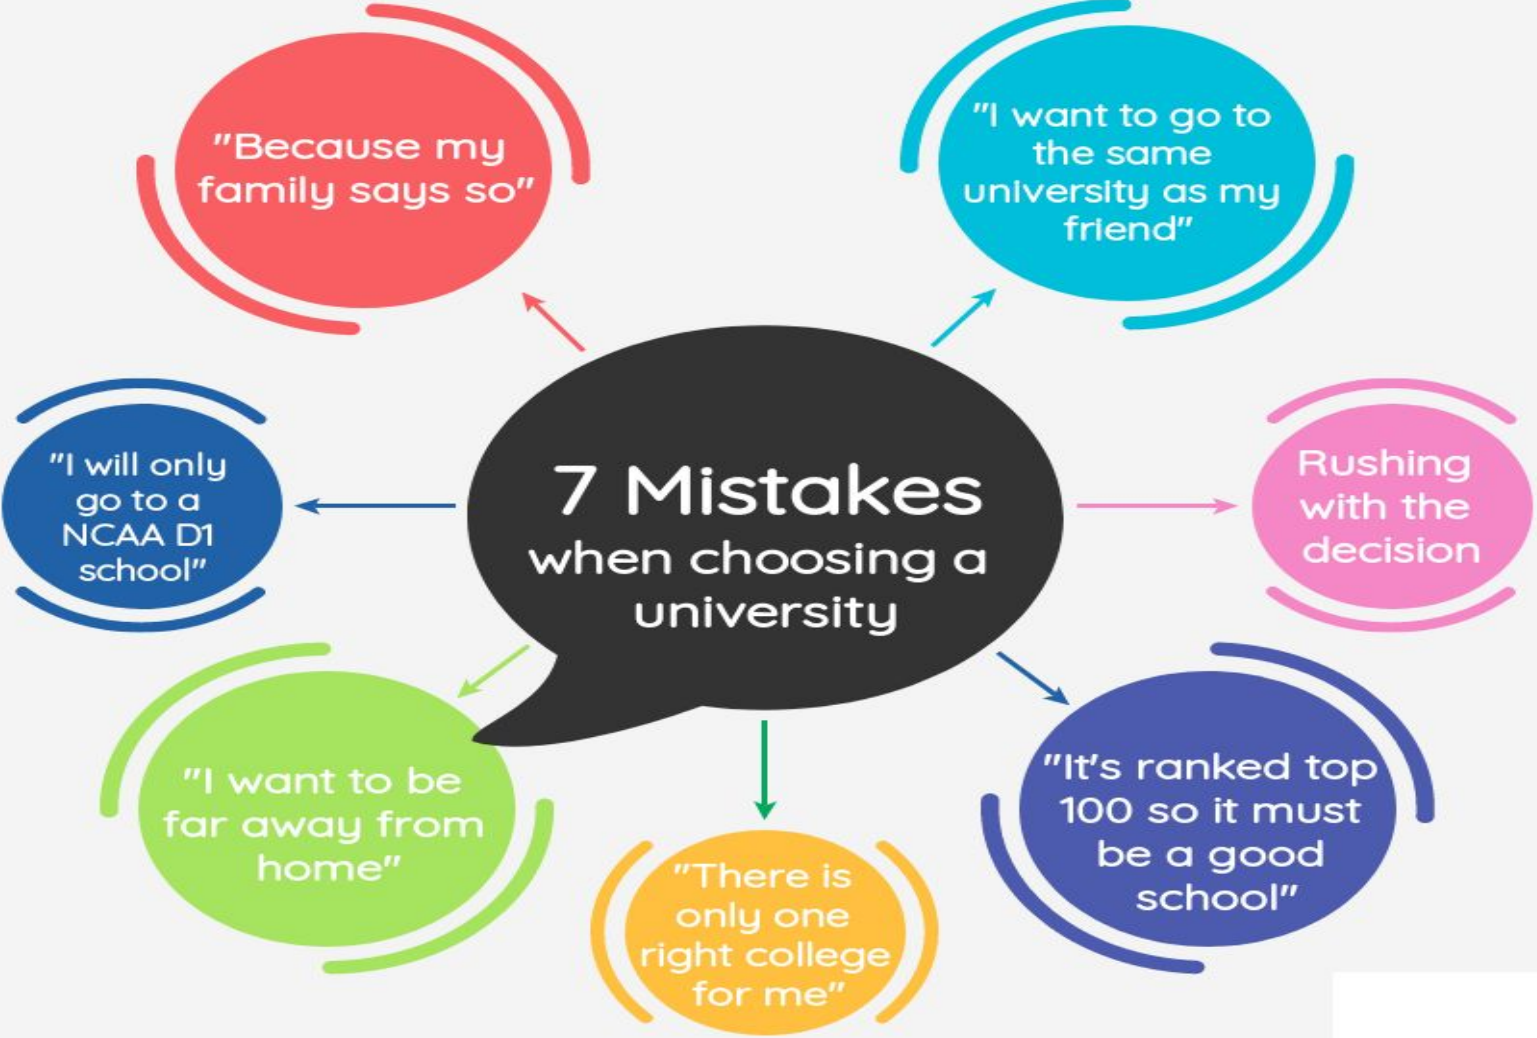 "Because my
family says so"
"I want to go to
the same
university as my
friend"
"I will only
go to a
NCAA D1
school"
7 Mistakes
when choosing a
university
Rushing
with the
decision
"I want to be
far away from
home"
"There is
only one
right college
for me"
"It's ranked top
100 so it must
be a good
school"